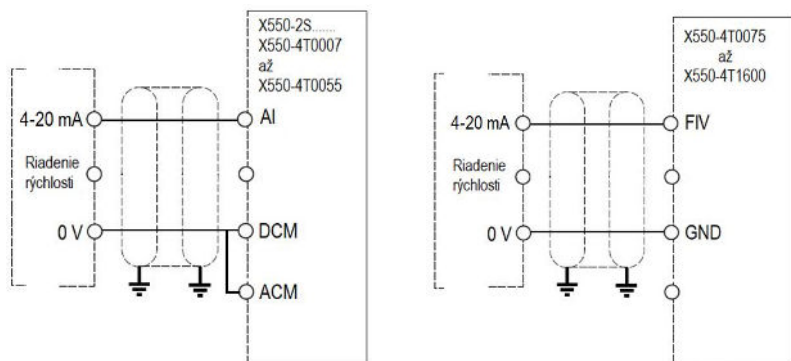 X550-2S.......
X550-4T0007
až
X550-4T0055
4-20 mA
AI
Riadenie
rýchlosti
0 V
DCM
ACM
X550-4T0075
až
X550-4T1600
4-20 mA
FIV
Riadenie
rýchlosti
0 V
GND